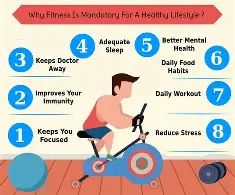 Why Fitness Is Mandatory For A Healthy Lifestyle ?
1 Keeps You
Focused
2 Improves Your
Immunity
3 Keeps Doctor
Away
4 Adequate
Sleep
5 Better Mental
Health
6 Daily Food
Habits
7 Daily Workout
8 Reduce Stress